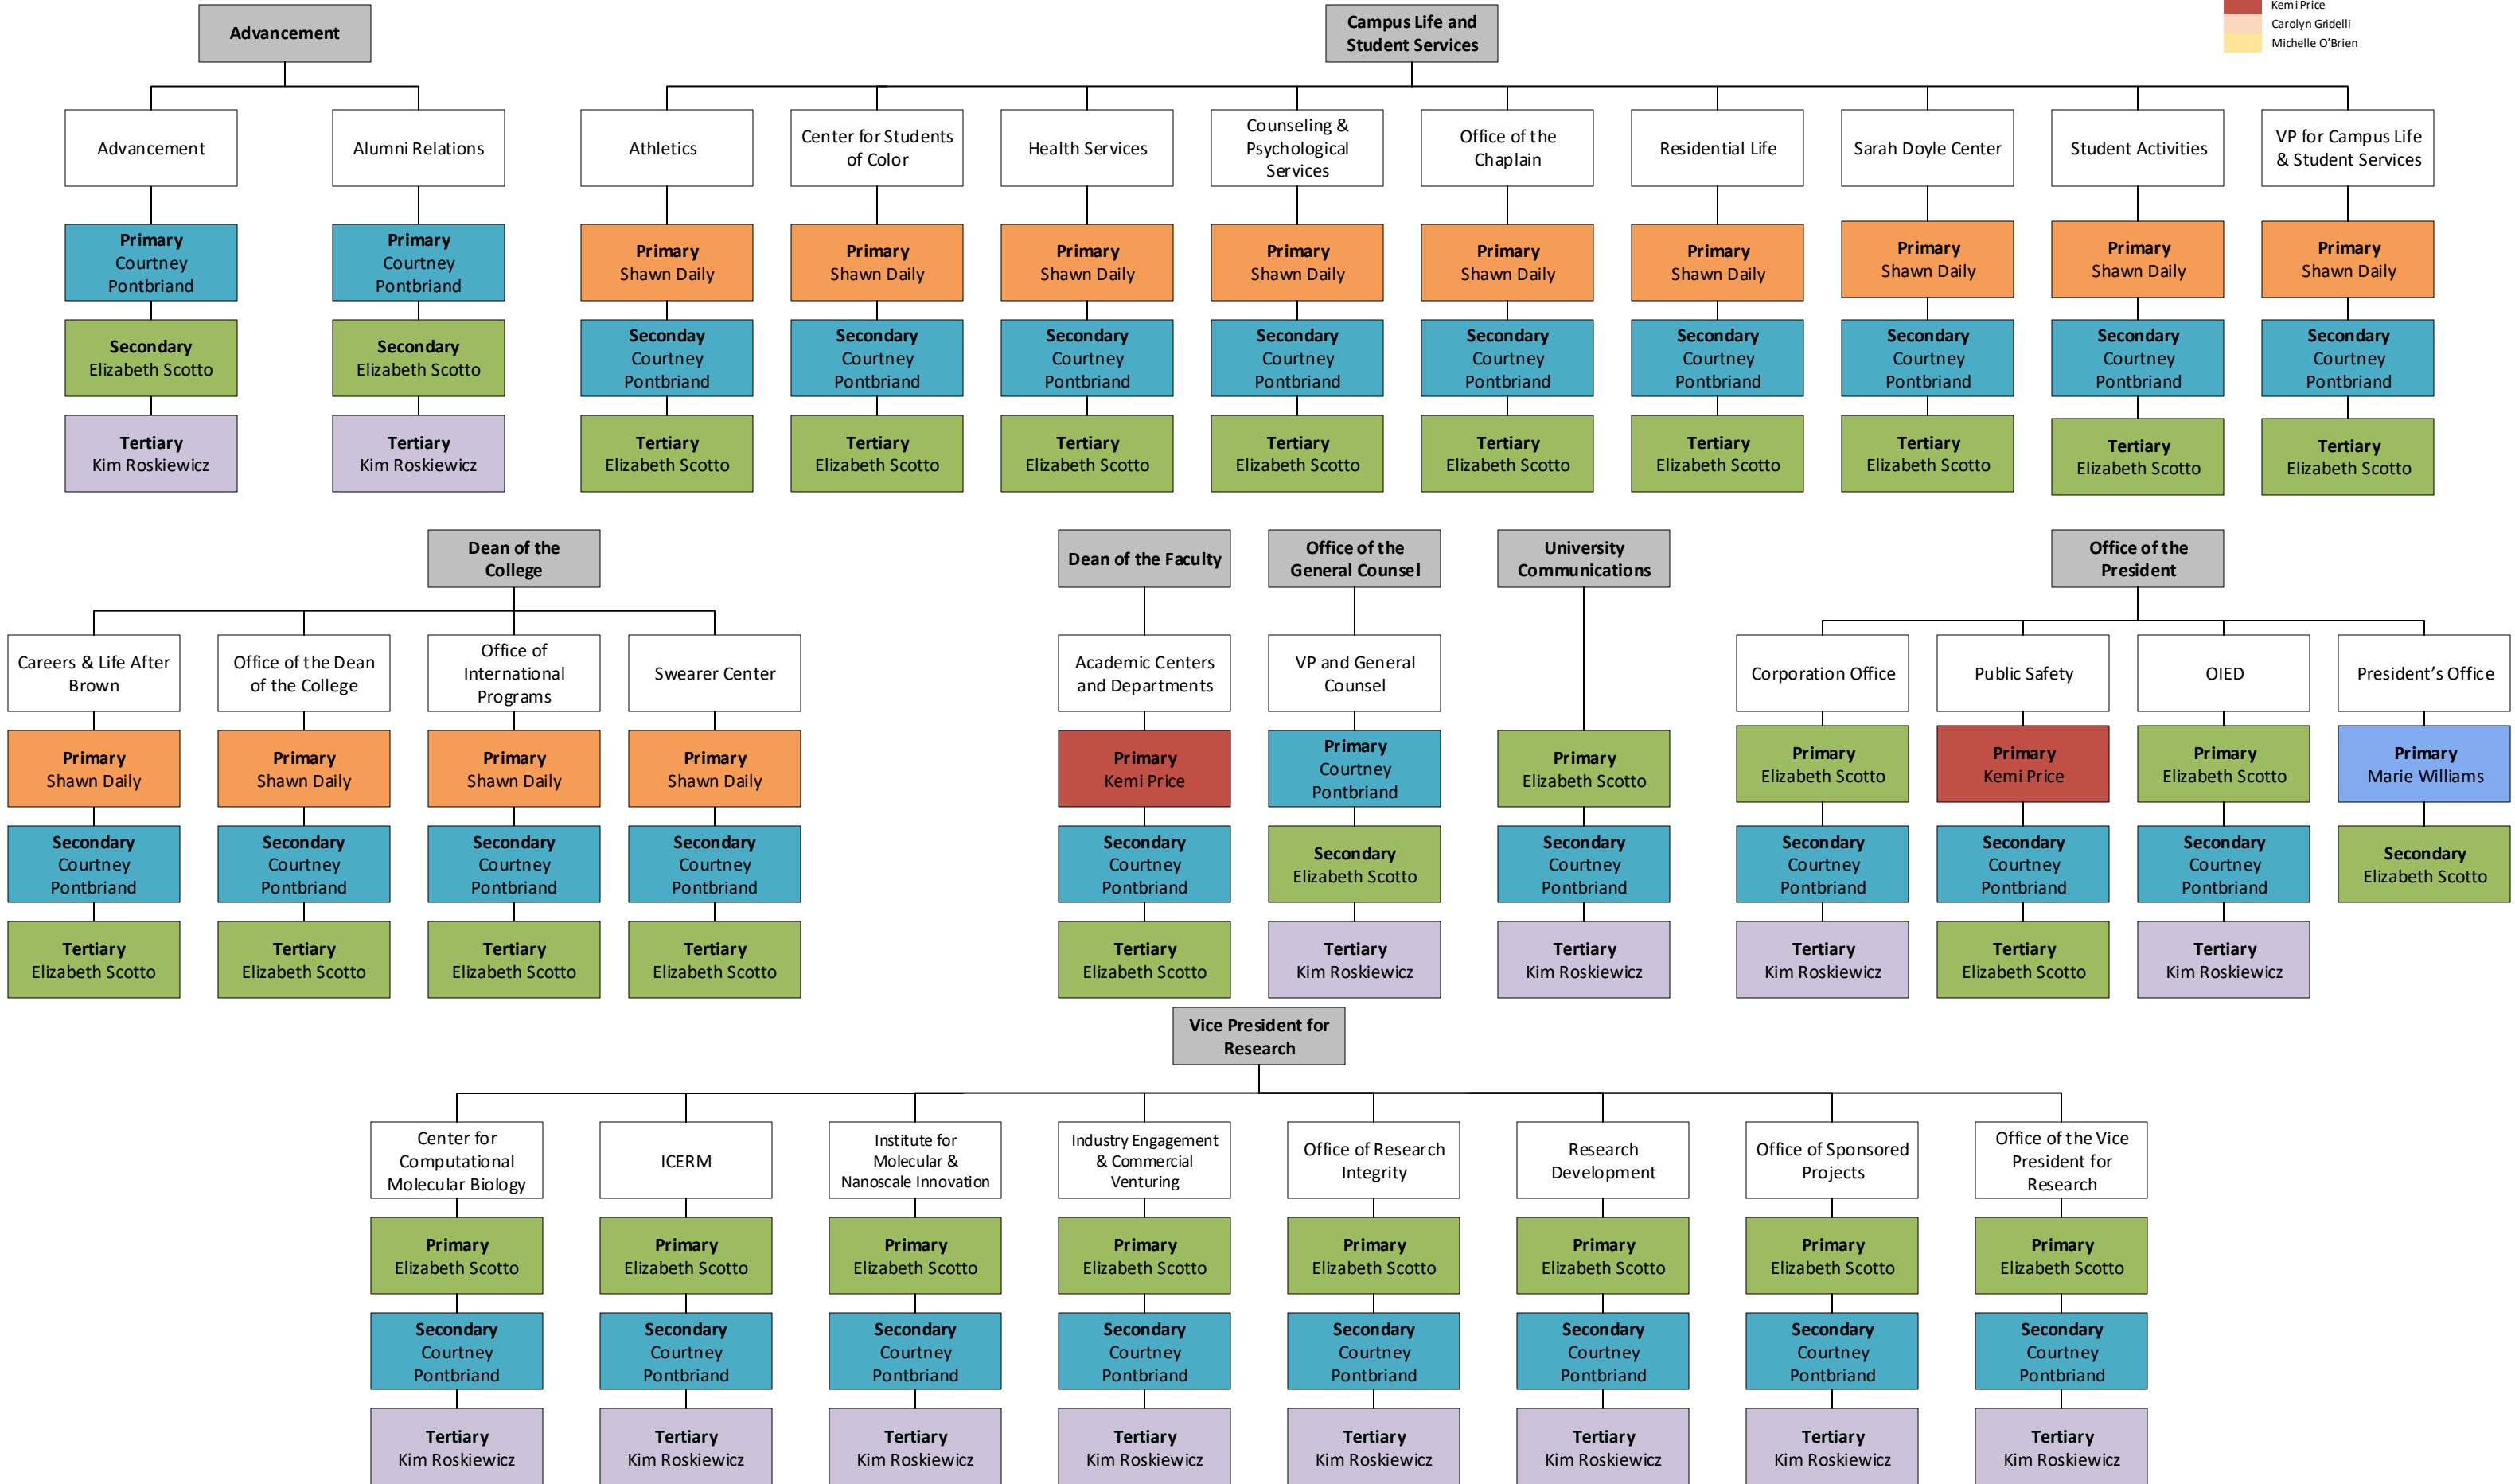 Kemi Price
Carolyn Gridelli
Michelle O'Brien
Advancement
Campus Life and
Student Services
Advancement
Alumni Relations
Athletics
Center for Students
of Color
Health Services
Counseling &
Psychological
Services
Office of the
Chaplain
Residential Life
Sarah Doyle Center
Student Activities
VP for Campus Life
& Student Services
Primary
Courtney
Pontbriand
Primary
Courtney
Pontbriand
Primary
Shawn Daily
Primary
Shawn Daily
Primary
Shawn Daily
Primary
Shawn Daily
Primary
Shawn Daily
Primary
Shawn Daily
Primary
Shawn Daily
Primary
Shawn Daily
Primary
Shawn Daily
Secondary
Elizabeth Scotto
Secondary
Elizabeth Scotto
Seconday
Courtney
Pontbriand
Secondary
Courtney
Pontbriand
Secondary
Courtney
Pontbriand
Secondary
Courtney
Pontbriand
Secondary
Courtney
Pontbriand
Secondary
Courtney
Pontbriand
Secondary
Courtney
Pontbriand
Secondary
Courtney
Pontbriand
Secondary
Courtney
Pontbriand
Tertiary
Kim Roskiewicz
Tertiary
Kim Roskiewicz
Tertiary
Elizabeth Scotto
Tertiary
Elizabeth Scotto
Tertiary
Elizabeth Scotto
Tertiary
Elizabeth Scotto
Tertiary
Elizabeth Scotto
Tertiary
Elizabeth Scotto
Tertiary
Elizabeth Scotto
Tertiary
Elizabeth Scotto
Tertiary
Elizabeth Scotto
Dean of the
College
Dean of the Faculty
Office of the
General Counsel
University
Communications
Office of the
President
Careers & Life After
Brown
Office of the Dean
of the College
Office of
International
Programs
Swearer Center
Academic Centers
and Departments
VP and General
Counsel
Corporation Office
Public Safety
OIED
President's Office
Primary
Shawn Daily
Primary
Shawn Daily
Primary
Shawn Daily
Primary
Shawn Daily
Primary
Kemi Price
Primary
Courtney
Pontbriand
Primary
Elizabeth Scotto
Primary
Elizabeth Scotto
Primary
Kemi Price
Primary
Elizabeth Scotto
Primary
Marie Williams
Secondary
Courtney
Pontbriand
Secondary
Courtney
Pontbriand
Secondary
Courtney
Pontbriand
Secondary
Courtney
Pontbriand
Secondary
Courtney
Pontbriand
Secondary
Elizabeth Scotto
Secondary
Courtney
Pontbriand
Secondary
Courtney
Pontbriand
Secondary
Courtney
Pontbriand
Secondary
Courtney
Pontbriand
Secondary
Elizabeth Scotto
Tertiary
Elizabeth Scotto
Tertiary
Elizabeth Scotto
Tertiary
Elizabeth Scotto
Tertiary
Elizabeth Scotto
Tertiary
Elizabeth Scotto
Tertiary
Kim Roskiewicz
Tertiary
Kim Roskiewicz
Tertiary
Kim Roskiewicz
Tertiary
Elizabeth Scotto
Tertiary
Kim Roskiewicz
Vice President for
Research
Center for
Computational
Molecular Biology
ICERM
Institute for
Molecular &
Nanoscale Innovation
Industry Engagement
& Commercial
Venturing
Office of Research
Integrity
Research
Development
Office of Sponsored
Projects
Office of the Vice
President for
Research
Primary
Elizabeth Scotto
Primary
Elizabeth Scotto
Primary
Elizabeth Scotto
Primary
Elizabeth Scotto
Primary
Elizabeth Scotto
Primary
Elizabeth Scotto
Primary
Elizabeth Scotto
Primary
Elizabeth Scotto
Secondary
Courtney
Pontbriand
Secondary
Courtney
Pontbriand
Secondary
Courtney
Pontbriand
Secondary
Courtney
Pontbriand
Secondary
Courtney
Pontbriand
Secondary
Courtney
Pontbriand
Secondary
Courtney
Pontbriand
Secondary
Courtney
Pontbriand
Tertiary
Kim Roskiewicz
Tertiary
Kim Roskiewicz
Tertiary
Kim Roskiewicz
Tertiary
Kim Roskiewicz
Tertiary
Kim Roskiewicz
Tertiary
Kim Roskiewicz
Tertiary
Kim Roskiewicz
Tertiary
Kim Roskiewicz